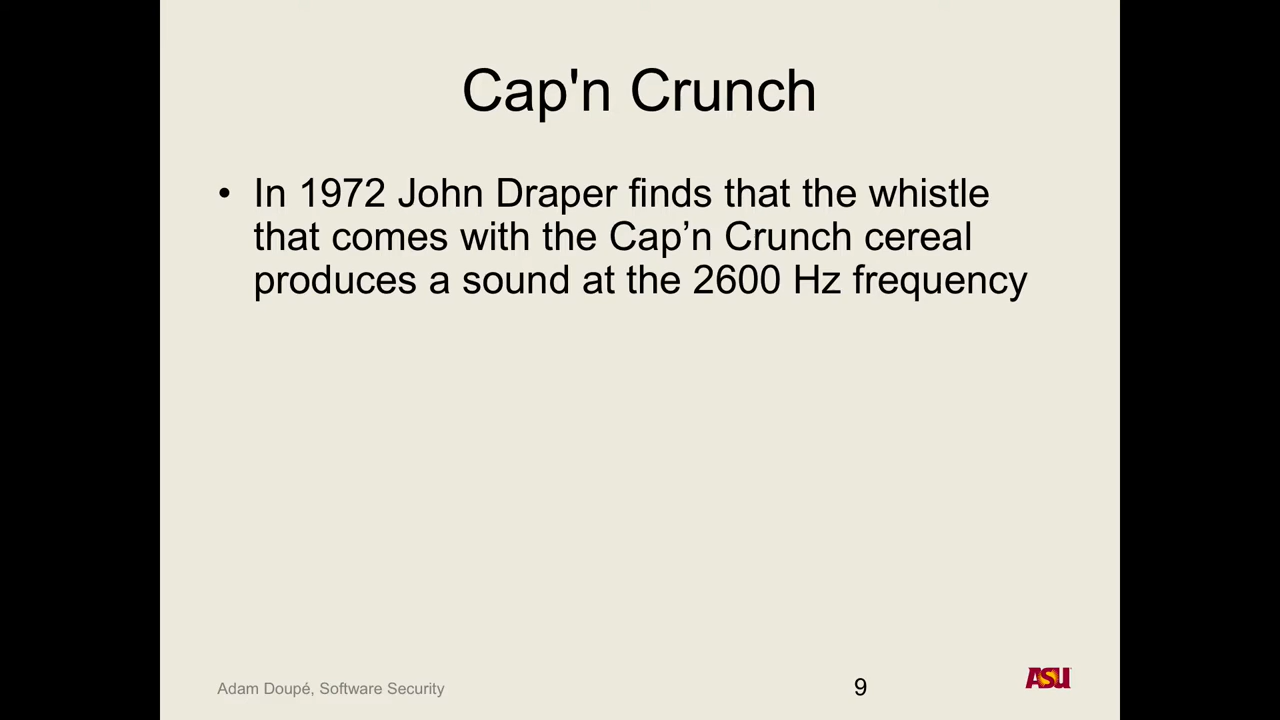 Cap'n Crunch
• In 1972 John Draper finds that the whistle
that comes with the Cap’n Crunch cereal
produces a sound at the 2600 Hz frequency
Adam Doupé, Software Security
9
ASU